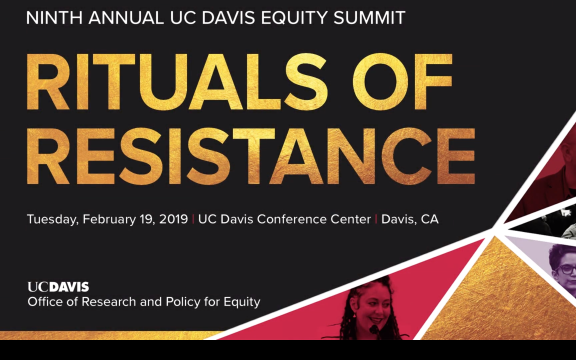 NINTH ANNUAL UC DAVIS EQUITY SUMMIT
RITUALS OF
RESISTANCE
Tuesday, February 19, 2019 | UC Davis Conference Center | Davis, CA
UCDAVIS
Office of Research and Policy for Equity